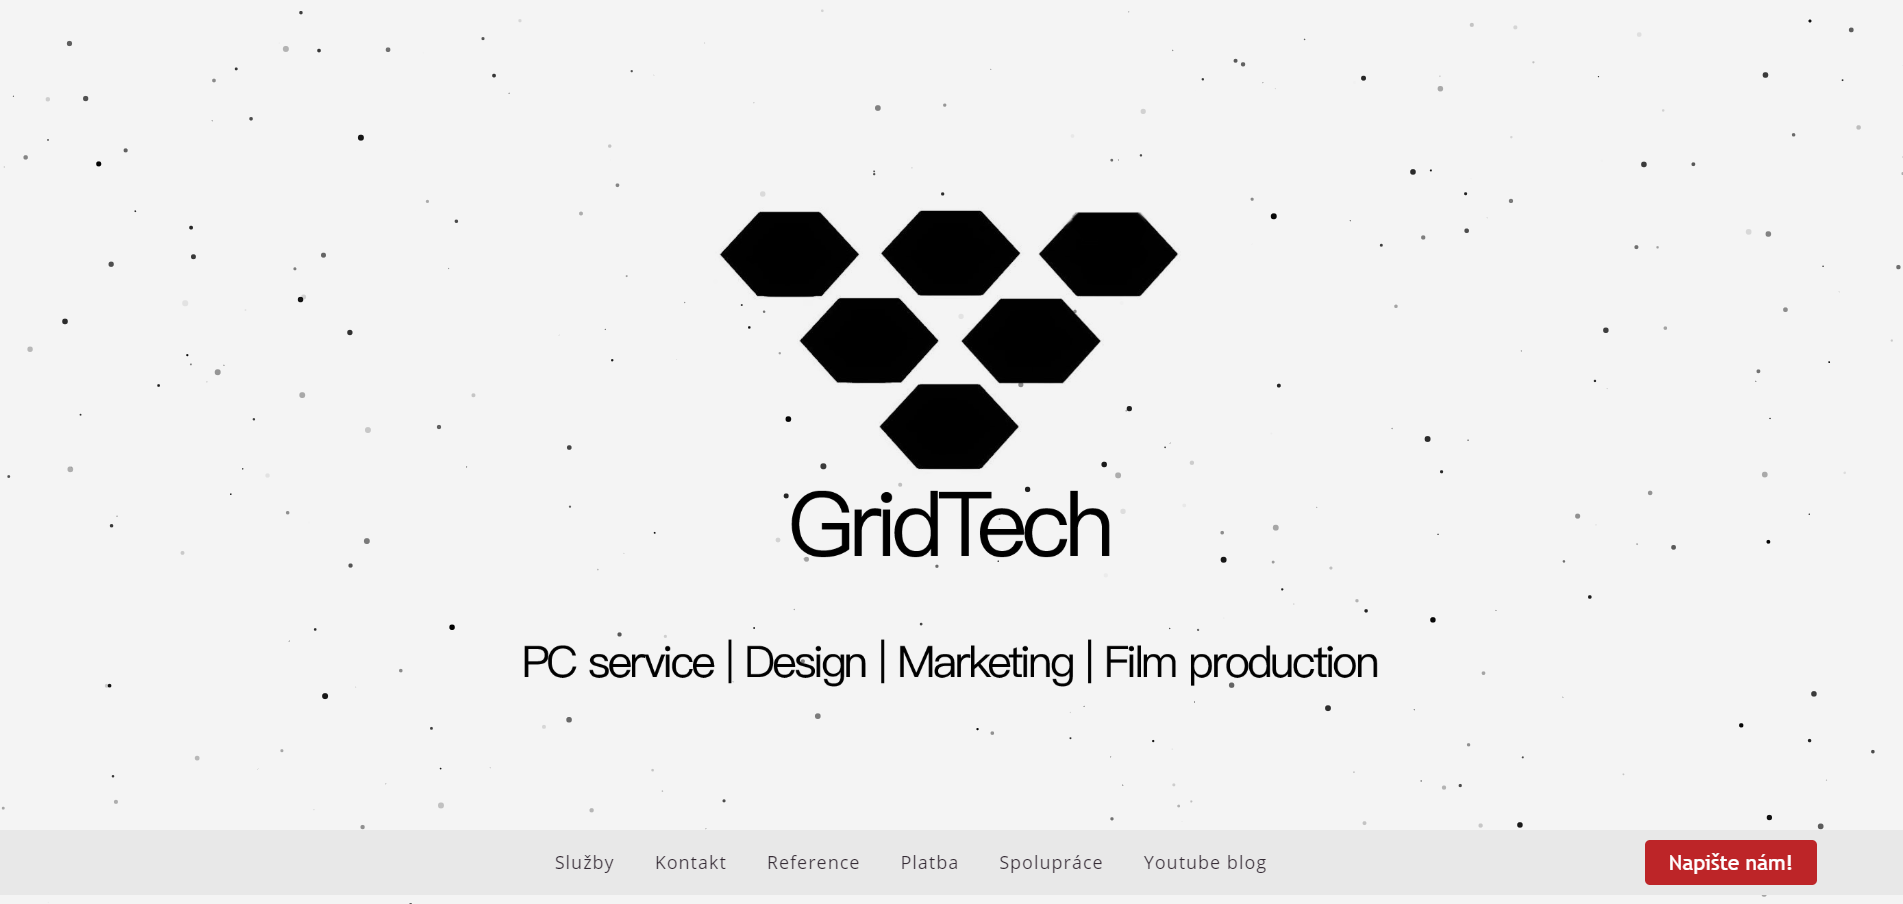 GridTech
PC service | Design | Marketing | Film production
Služby Kontakt Reference Platba Spolupráce Youtube blog Napište nám!